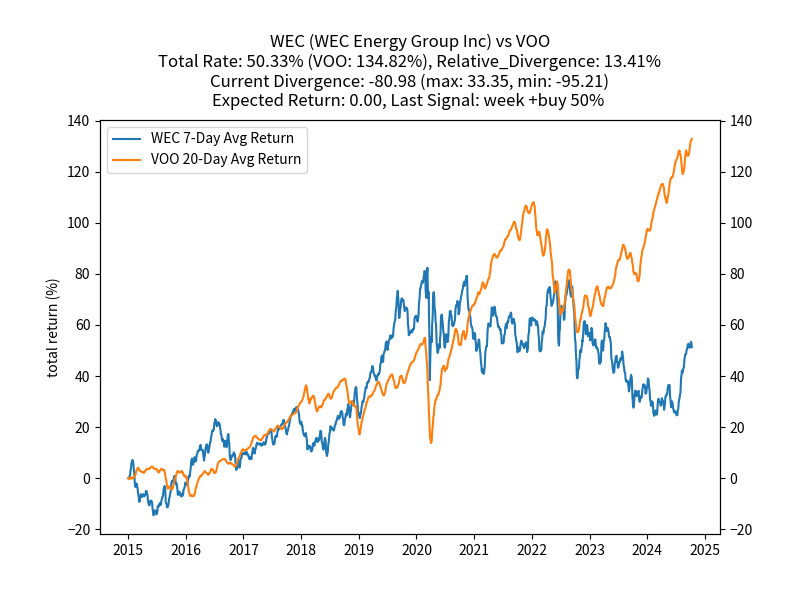 WEC (WEC Energy Group Inc) vs VOO
Total Rate: 50.33% (VOO: 134.82%), Relative_Divergence: 13.41%
Current Divergence: -80.98 (max: 33.35, min: -95.21)
Expected Return: 0.00, Last Signal: week +buy 50%
WEC 7-Day Avg Return
VOO 20-Day Avg Return
total return (%)
140
120
100
80
60
40
20
0
−20
140
120
100
80
60
40
20
0
−20
2015 2016 2017 2018 2019 2020 2021 2022 2023 2024 2025